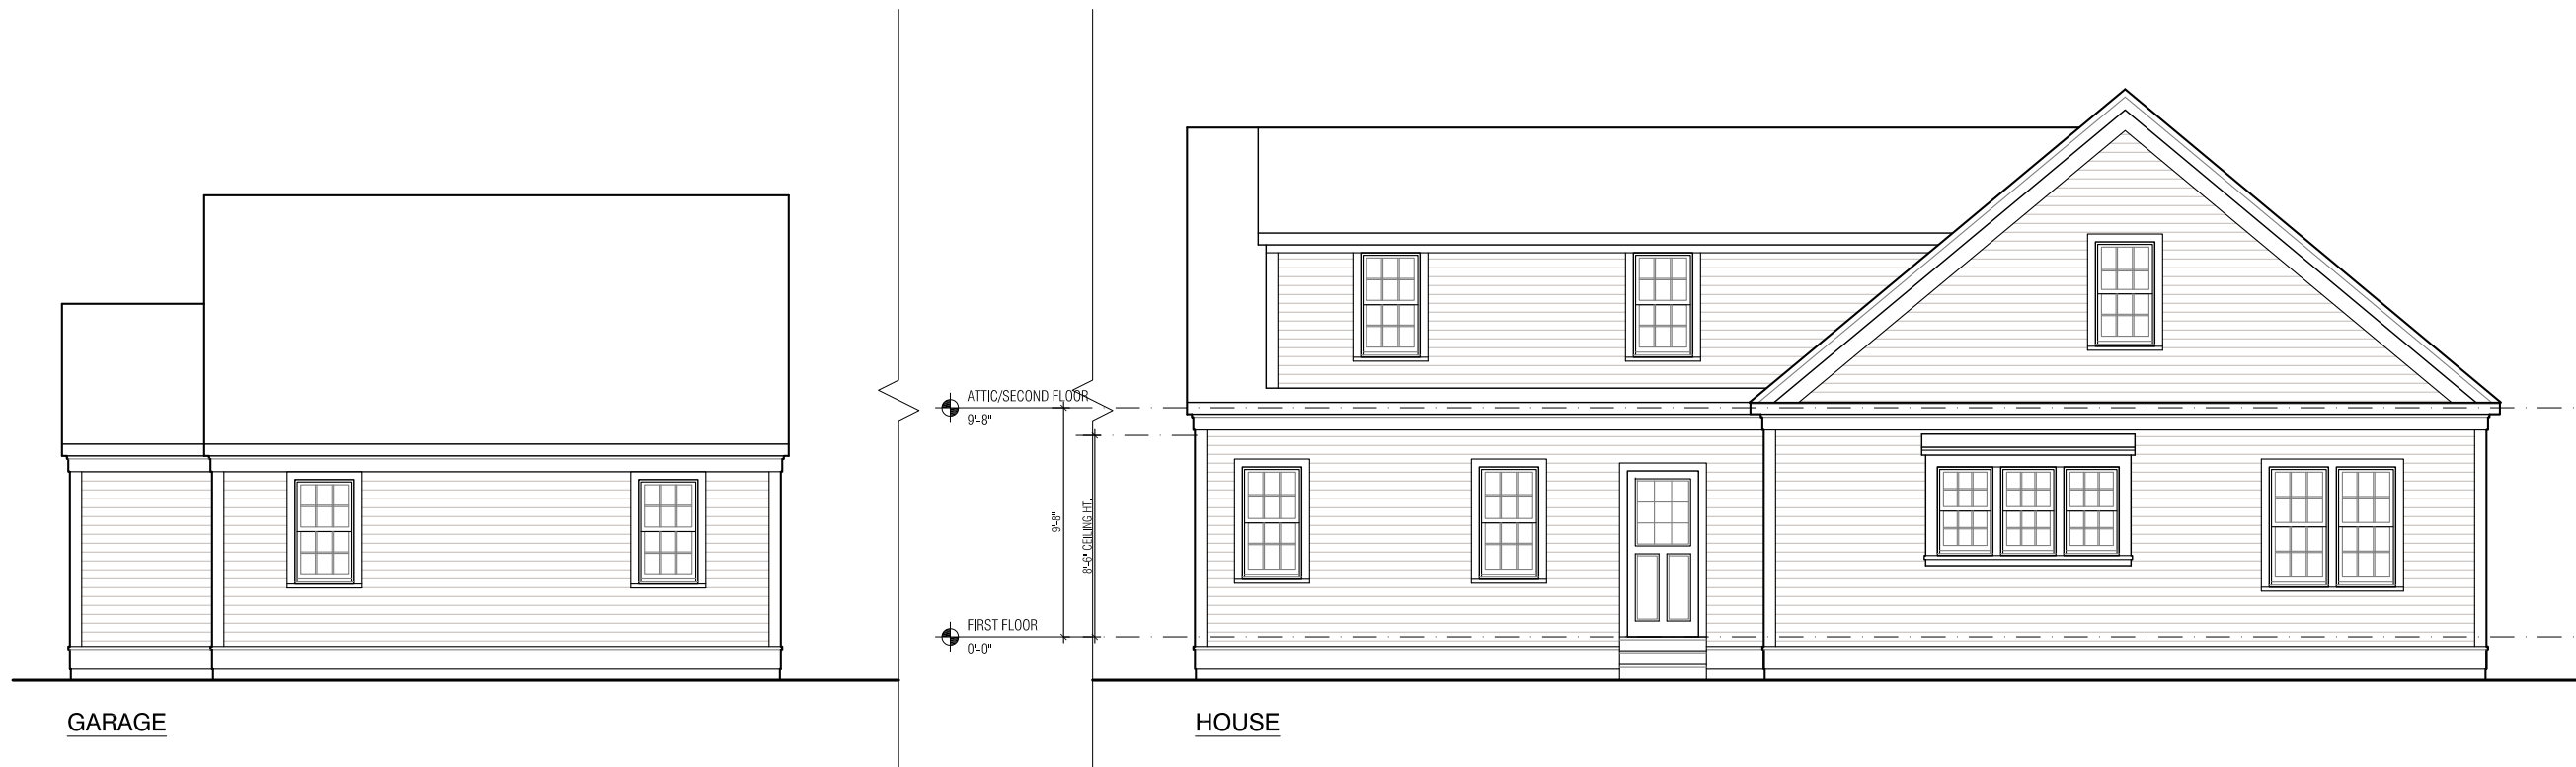 ATTIC/SECOND FLOOR
9'-8"
9'-8"
8'-6" CEILING HT.
FIRST FLOOR
0'-0"
GARAGE
HOUSE